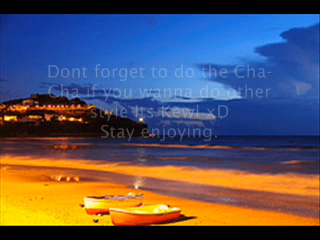 Dont forget to do the Cha-
Cha if you wanna do other
style its Kewl xD
Stay enjoying.